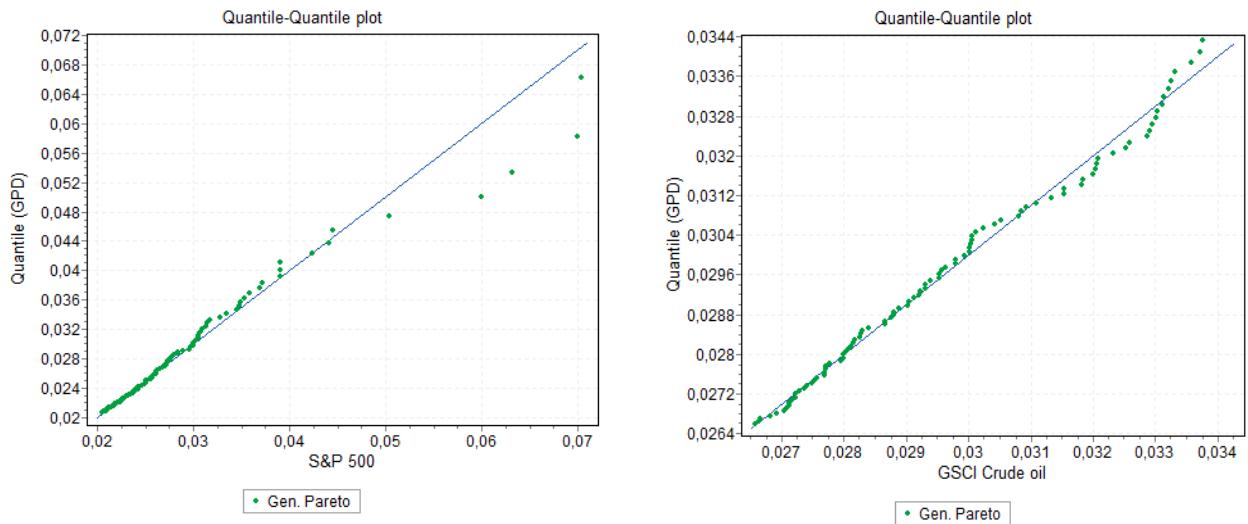 Quantile-Quantile plot
0,072
0,068
0,064
0,06
0,056
0,052
0,048
0,044
0,04
0,036
0,032
0,028
0,024
0,02
Quantile (GPD)
0,02 0,03 0,04 0,05 0,06 0,07
S&P 500
Gen. Pareto
Quantile-Quantile plot
0,0344
0,0336
0,0328
0,032
0,0312
0,0304
0,0296
0,0288
0,028
0,0272
0,0264
Quantile (GPD)
0,027 0,028 0,029 0,03 0,031 0,032 0,033 0,034
GSCI Crude oil
Gen. Pareto